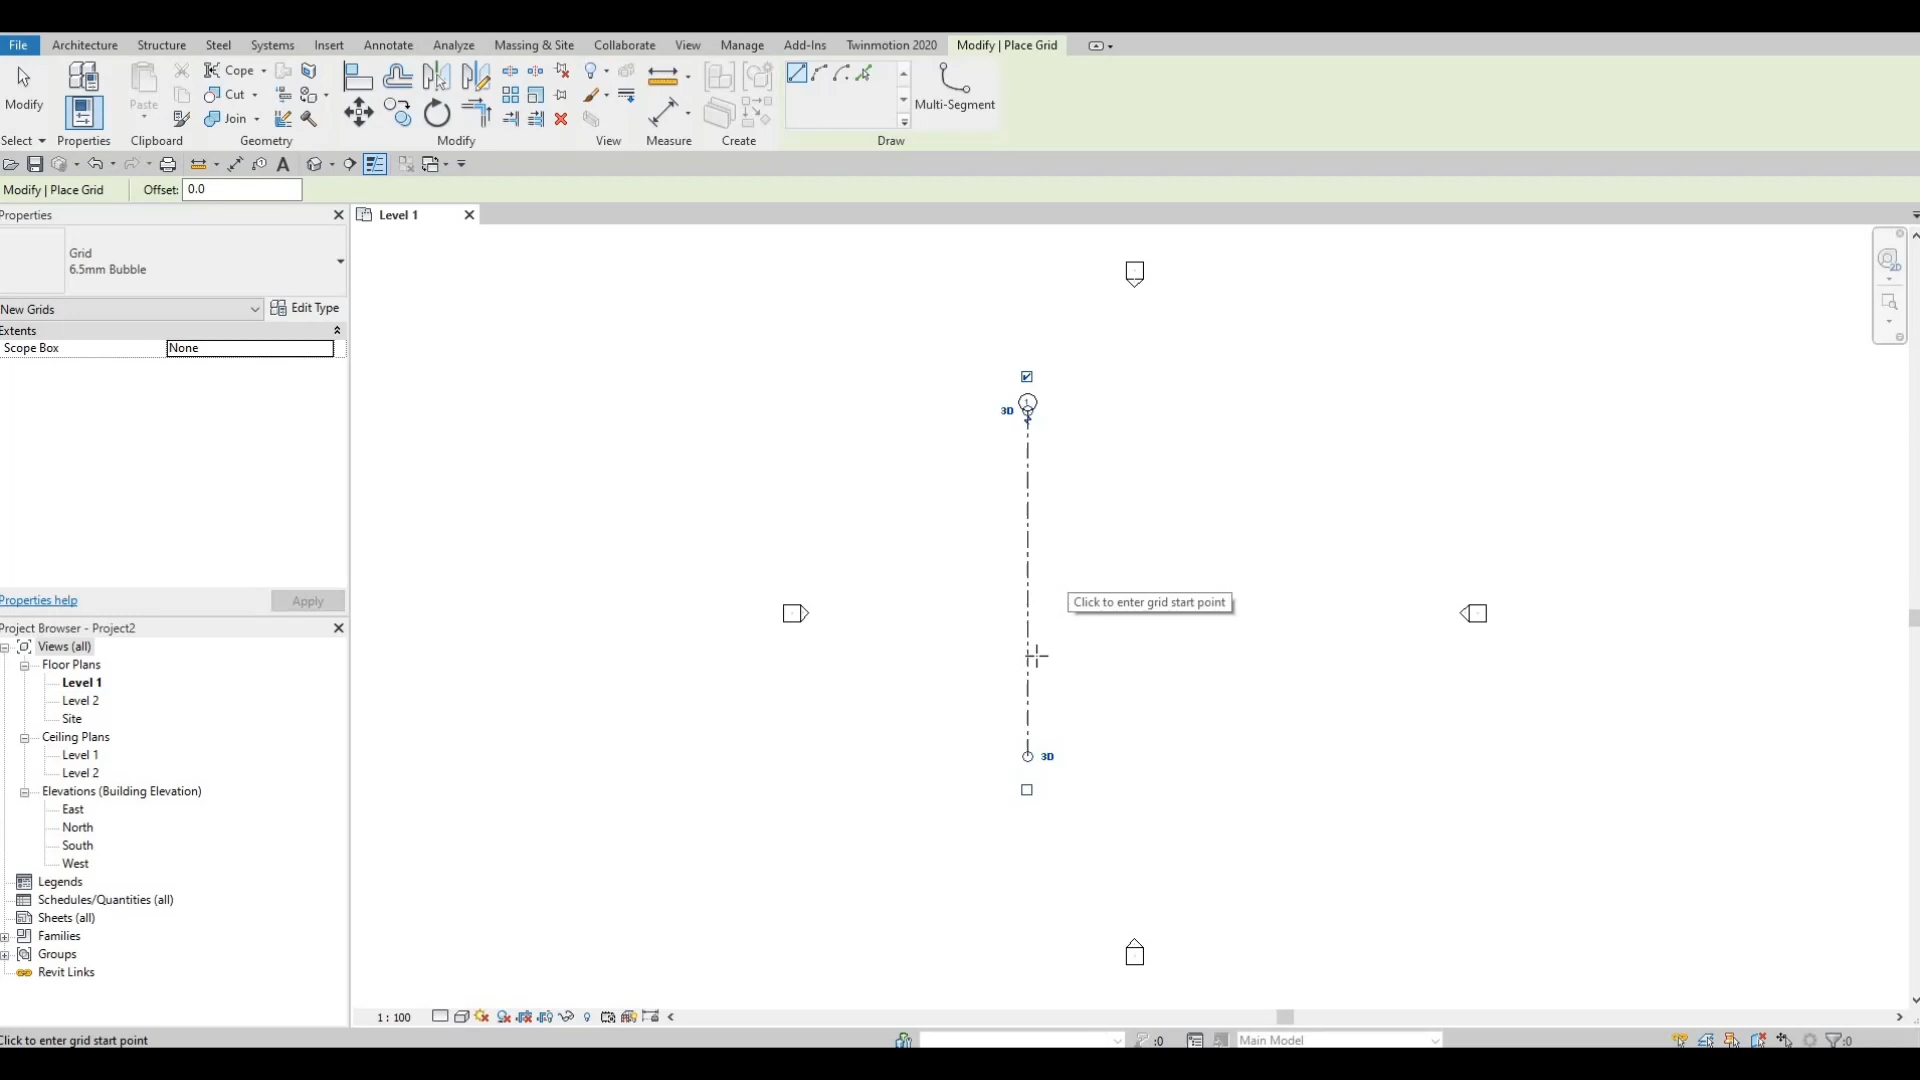 File Architecture Structure Steel Systems Insert Annotate Analyze Massing & Site Collaborate View Manage Add-Ins Twinmotion 2020 Modify | Place Grid
Cope
Modify Paste Cut Multi-Segment
Join
Select Properties Clipboard Geometry Modify View Measure Create Draw
Modify | Place Grid Offset: 0.0
Properties
Level 1
Grid
6.5mm Bubble
New Grids Edit Type
Extents
Scope Box None
1
3D
Click to enter grid start point
3D
Properties help Apply
Project Browser - Project2
Views (all)
Floor Plans
Level 1
Level 2
Site
Ceiling Plans
Level 1
Level 2
Elevations (Building Elevation)
East
North
South
West
Legends
Schedules/Quantities (all)
Sheets (all)
Families
Groups
Revit Links
1 : 100
Click to enter grid start point :0 Main Model :0